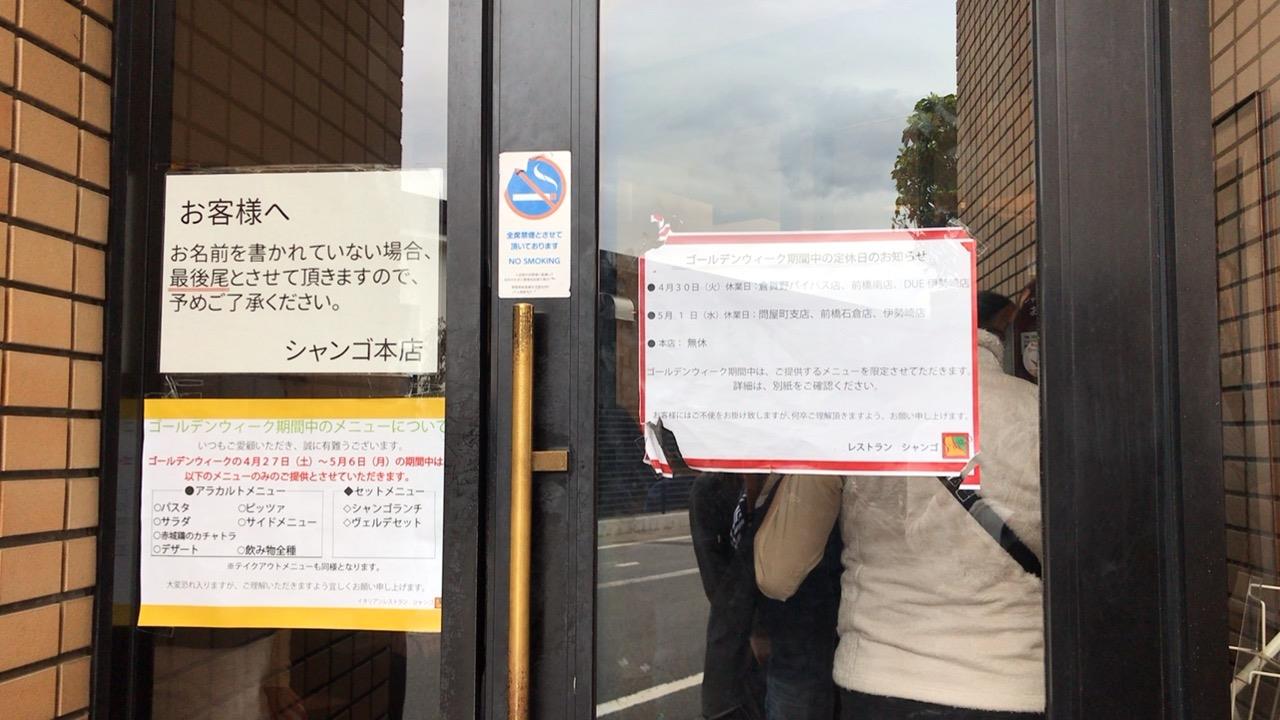 お客様へ
お名前を書かれていない場合、
最後尾とさせて頂きますので、
予めご了承ください。
シャンゴ本店
ゴールデンウィーク期間中のメニューについて
いつもご愛顧いただき、誠に有難うございます。
ゴールデンウィークの4月27日（土）～5月6日（月）の期間中は
以下のメニューのみのご提供とさせていただきます。
●アラカルトメニュー ◆セットメニュー
○パスタ ○ピッツァ ◇シャンゴランチ
○サラダ ○サイドメニュー ◇ヴェルデセット
○赤城鶏のカチャトラ
○デザート ○飲み物全種
※テイクアウトメニューも同様となります。
大変恐れ入りますが、ご理解いただきますよう宜しくお願い申し上げます。
イタリアンレストラン シャンゴ
全席禁煙とさせて
頂いております
NO SMOKING
ゴールデンウィーク期間中の定休日のお知らせ
●4月30日（火）休業日：倉賀野バイパス店、前橋南店、DUE伊勢崎店
●5月1日（水）休業日：問屋町支店、前橋石倉店、伊勢崎店
●本店：無休
ゴールデンウィーク期間中は、ご提供するメニューを限定させてただきます。
詳細は、別紙をご確認ください。
お客様にはご不便をお掛け致しますが、何卒ご理解頂きますよう、お願い申し上げます。
レストラン シャンゴ